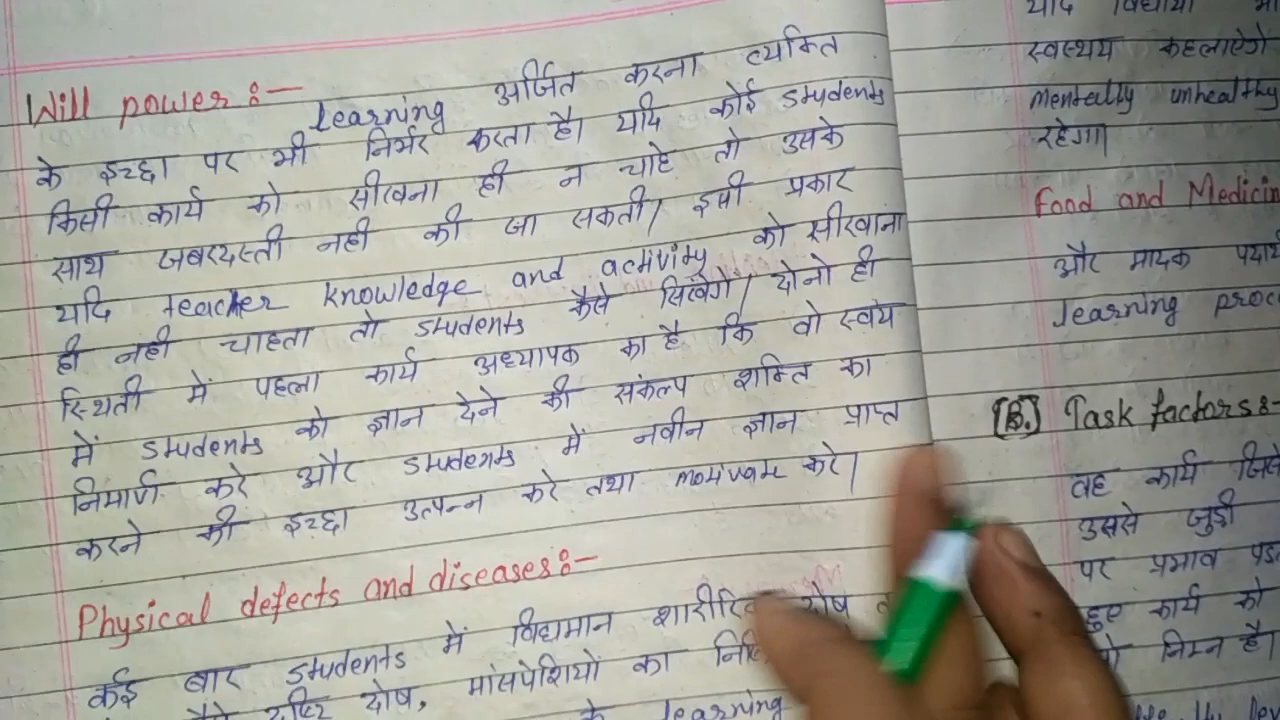 Will power :—
learning अर्जित करना व्यक्ति
के इच्छा पर भी निर्भर करता है। यदि कोई students
किसी कार्य को सीखना ही न चाहे तो उसके
साथ जबरदस्ती नही की जा सकती। इसी प्रकार
यदि teacher knowledge and activity को सीखाना
ही नही चाहता तो students कैसे सिखेंगे। दोनो ही
स्थिती में पहला कार्य अध्यापक का है कि वो स्वयं
में students को ज्ञान देने की संकल्प शक्ति का
निमार्ण करे और students में नवीन ज्ञान प्राप्त
करने की इच्छा उत्पन्न करे तथा motivate करे।
Physical defects and diseases :—
कई बार students में विद्यमान शारीरिक दोष
दृष्टि दोष, मांसपेशियों का
के learning
यदि विद्यार्थी
स्वस्थय कहलाऐगे
mentally unhealthy
रहेगा।
Food and
और मादक
learning
[B.] Task factors :-
वह कार्य
उससे जुड़ी
पर प्रभाव
हुए कार्य को
निम्न है।